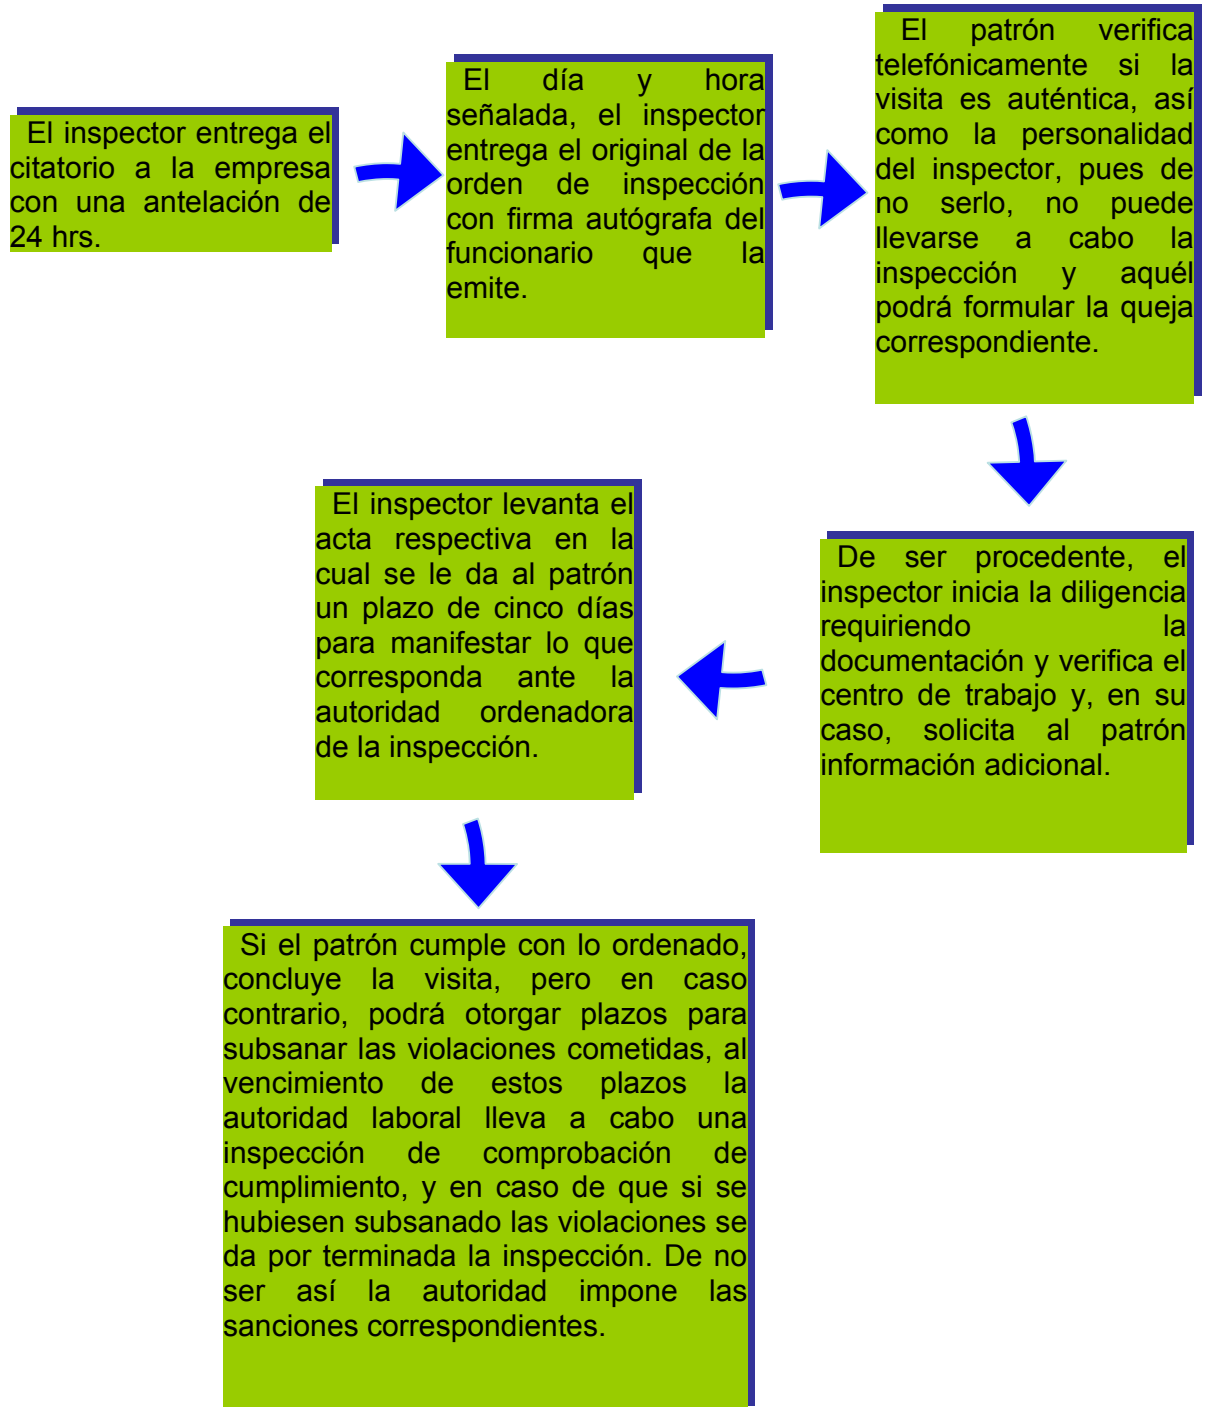 El inspector entrega el
citatorio a la empresa
con una antelación de
24 hrs.
El día y hora
señalada, el inspector
entrega el original de la
orden de inspección
con firma autógrafa del
funcionario que la
emite.
El patrón verifica
telefónicamente si la
visita es auténtica, así
como la personalidad
del inspector, pues de
no serlo, no puede
llevarse a cabo la
inspección y aquél
podrá formular la queja
correspondiente.
De ser procedente, el
inspector inicia la diligencia
requiriendo la
documentación y verifica el
centro de trabajo y, en su
caso, solicita al patrón
información adicional.
El inspector levanta el
acta respectiva en la
cual se le da al patrón
un plazo de cinco días
para manifestar lo que
corresponda ante la
autoridad ordenadora
de la inspección.
Si el patrón cumple con lo ordenado,
concluye la visita, pero en caso
contrario, podrá otorgar plazos para
subsanar las violaciones cometidas, al
vencimiento de estos plazos la
autoridad laboral lleva a cabo una
inspección de comprobación de
cumplimiento, y en caso de que si se
hubiesen subsanado las violaciones se
da por terminada la inspección. De no
ser así la autoridad impone las
sanciones correspondientes.